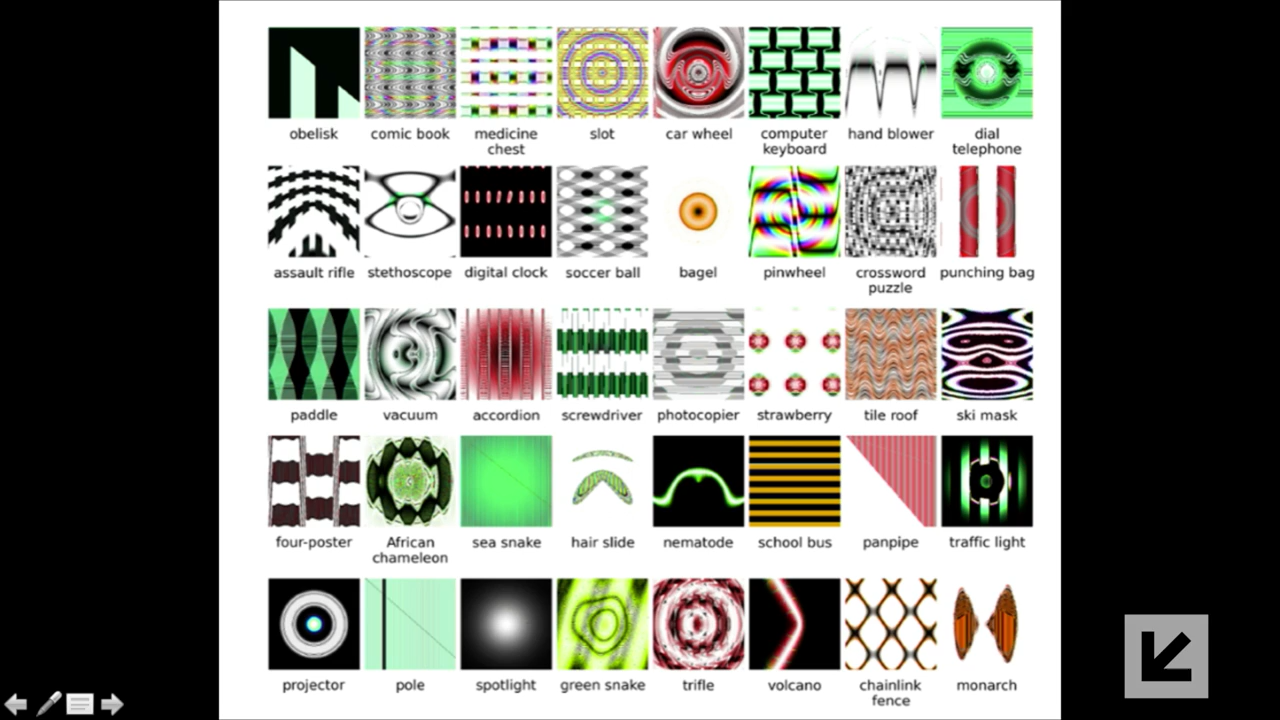 obelisk comic book medicine chest slot car wheel computer keyboard hand blower dial telephone
assault rifle stethoscope digital clock soccer ball bagel pinwheel crossword puzzle punching bag
paddle vacuum accordion screwdriver photocopier strawberry tile roof ski mask
four-poster African chameleon sea snake hair slide nematode school bus panpipe traffic light
projector pole spotlight green snake trifle volcano chainlink fence monarch